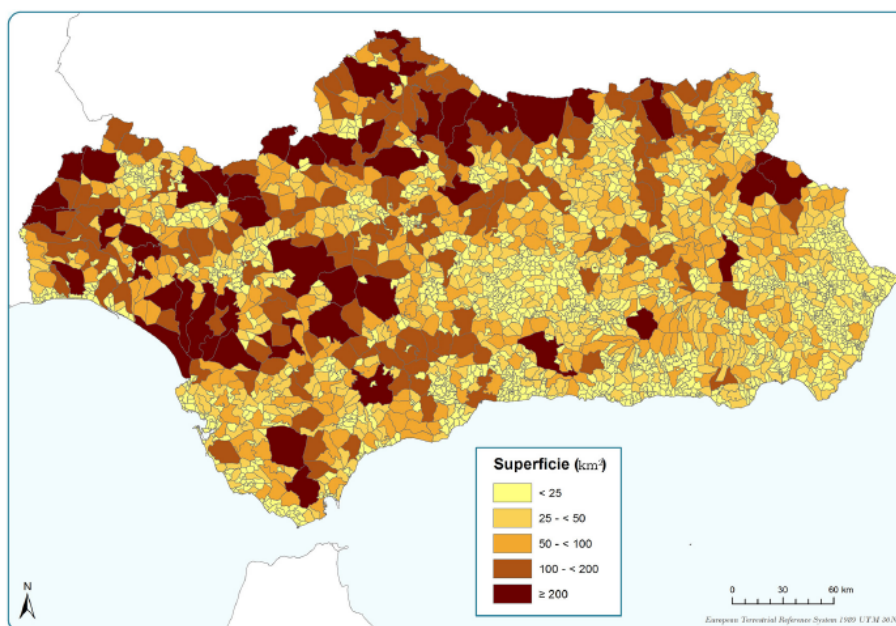 Superficie (km²)
< 25
25 - < 50
50 - < 100
100 - < 200
≥ 200
N
0 30 60 km
European Terrestrial Reference System 1989 UTM